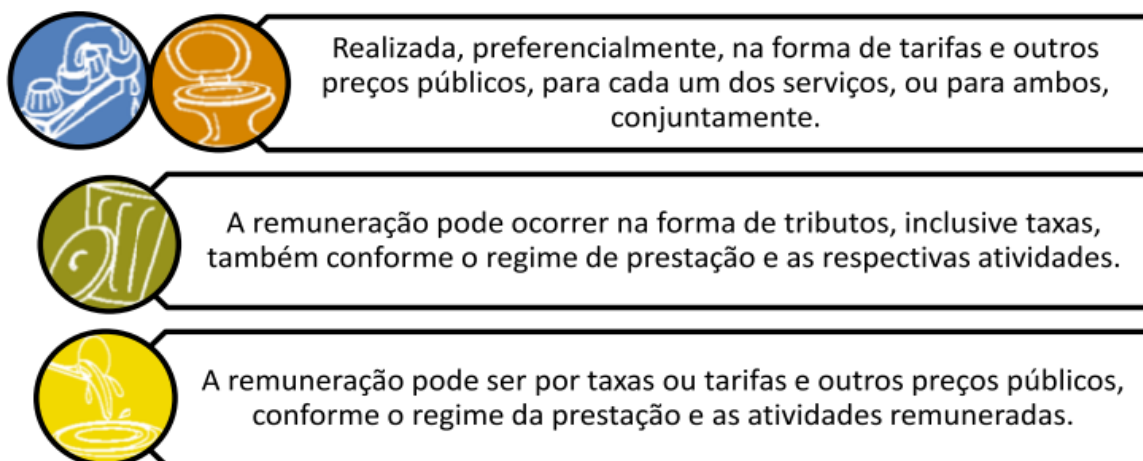 Realizada, preferencialmente, na forma de tarifas e outros
preços públicos, para cada um dos serviços, ou para ambos,
conjuntamente.
A remuneração pode ocorrer na forma de tributos, inclusive taxas,
também conforme o regime de prestação e as respectivas atividades.
A remuneração pode ser por taxas ou tarifas e outros preços públicos,
conforme o regime da prestação e as atividades remuneradas.